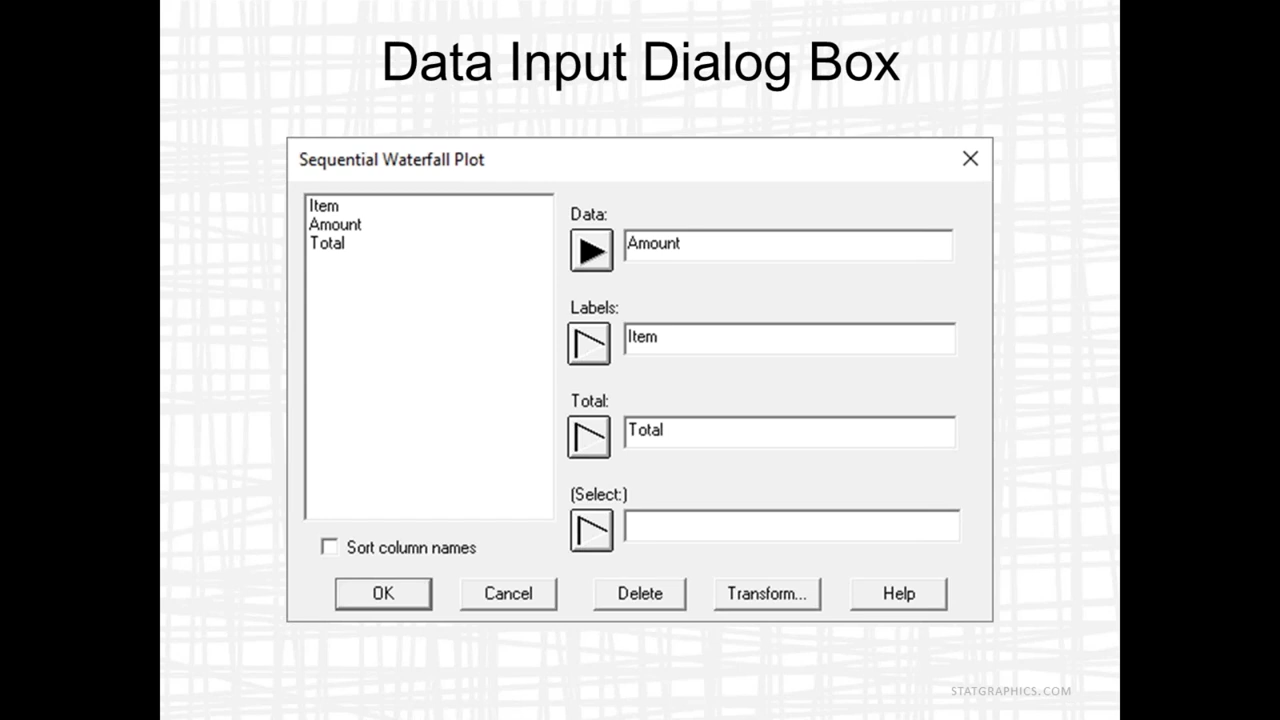 Data Input Dialog Box
Sequential Waterfall Plot
Item
Amount
Total
Data:
Amount
Labels:
Item
Total:
Total
(Select:)
Sort column names
OK
Cancel
Delete
Transform...
Help
STATGRAPHICS.COM